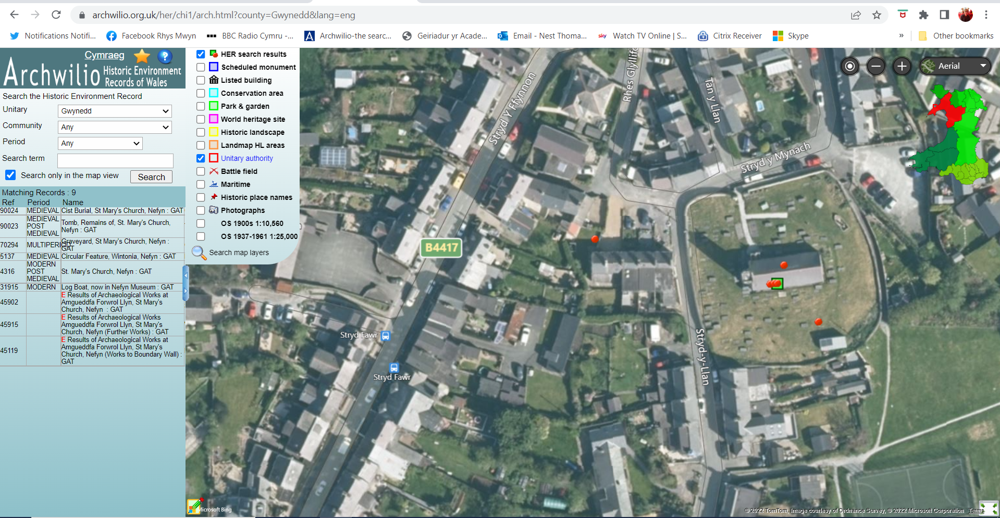 archwilio.org.uk/her/chi1/arch.html?county=Gwynedd&lang=eng
Notifications Notifi... Facebook Rhys Mwyn BBC Radio Cymru -... Archwilio-the searc... Geiriadur yr Acade... Email - Nest Thoma... sky Watch TV Online | S... Citrix Receiver Skype » Other bookmarks
Cymraeg
Archwilio Historic Environment
Records of Wales
Search the Historic Environment Record
Unitary Gwynedd
Community Any
Period Any
Search term
Search only in the map view Search
Matching Records : 9
Ref Period Name
90024 MEDIEVAL Cist Burial, St Mary's Church, Nefyn : GAT
90023 MEDIEVAL POST MEDIEVAL Tomb, Remains of, St. Mary's Church, Nefyn : GAT
70294 MULTIPERIOD Graveyard, St Mary's Church, Nefyn : GAT
5137 MEDIEVAL Circular Feature, Wintonia, Nefyn : GAT
4316 MODERN POST MEDIEVAL St. Mary's Church, Nefyn : GAT
31915 MODERN Log Boat, now in Nefyn Museum : GAT
45902 E Results of Archaeological Works at Amgueddfa Forwrol Llyn, St Mary's Church, Nefyn : GAT
45915 E Results of Archaeological Works Amgueddfa Forwrol Llyn, St Mary's Church, Nefyn (Further Works) : GAT
45119 E Results of Archaeological Works at Amgueddfa Forwrol Llyn, St Mary's Church, Nefyn (Works to Boundary Wall) : GAT
HER search results
Scheduled monument
Listed building
Conservation area
Park & garden
World heritage site
Historic landscape
Landmap HL areas
Unitary authority
Battle field
Maritime
Historic place names
Photographs
OS 1900s 1:10,560
OS 1937-1961 1:25,000
Search map layers
Aerial
Stryd Y Ffynnon
Rhes Glyllifo
Tan y Llan
Stryd y Mynach
B4417
Stryd Fawr
Stryd Fawr
Stryd-y-Llan
Microsoft Bing
© 2022 TomTom, Image courtesy of Ordnance Survey, © 2022 Microsoft Corporation Terms